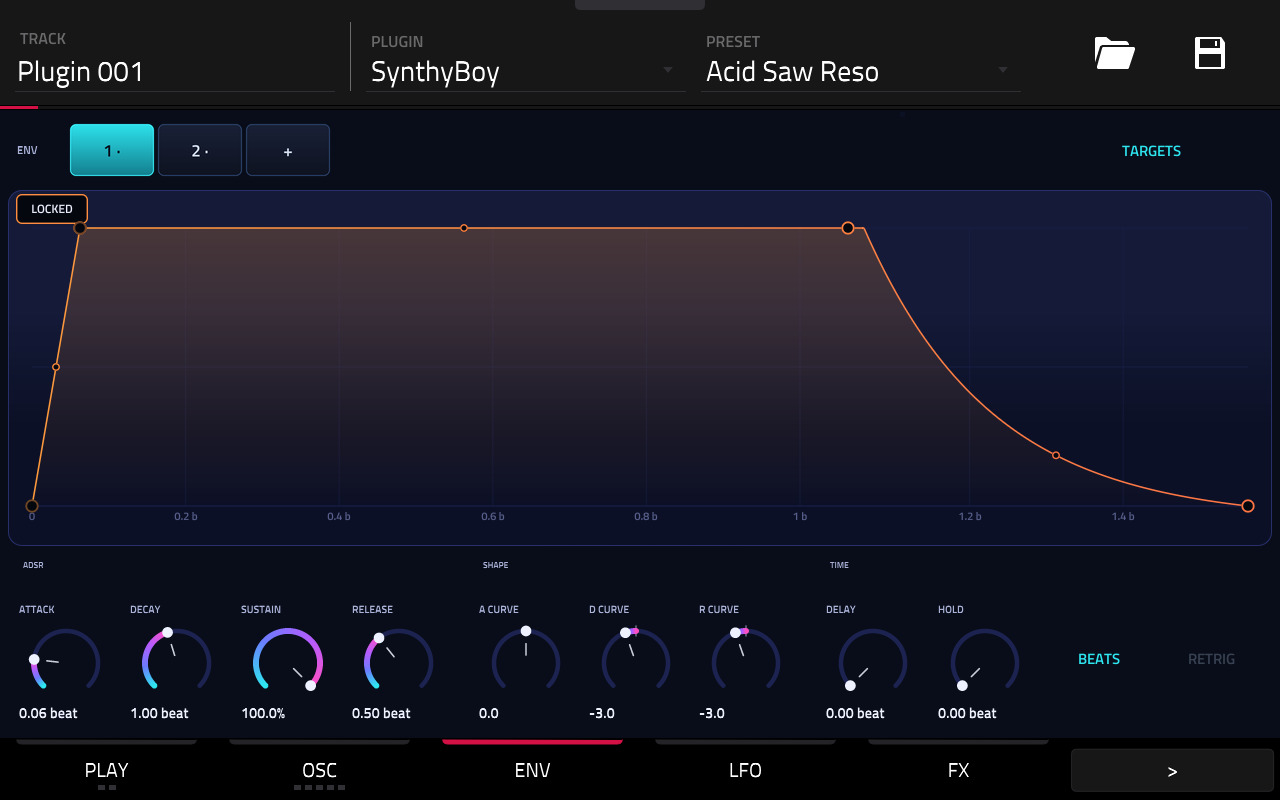 TRACK
Plugin 001
PLUGIN
SynthyBoy
PRESET
Acid Saw Reso
ENV
1 ·
2 ·
+
TARGETS
LOCKED
0
0.2 b
0.4 b
0.6 b
0.8 b
1 b
1.2 b
1.4 b
ADSR
SHAPE
TIME
ATTACK
DECAY
SUSTAIN
RELEASE
A CURVE
D CURVE
R CURVE
DELAY
HOLD
BEATS
RETRIG
0.06 beat
1.00 beat
100.0%
0.50 beat
0.0
-3.0
-3.0
0.00 beat
0.00 beat
PLAY
OSC
ENV
LFO
FX
>